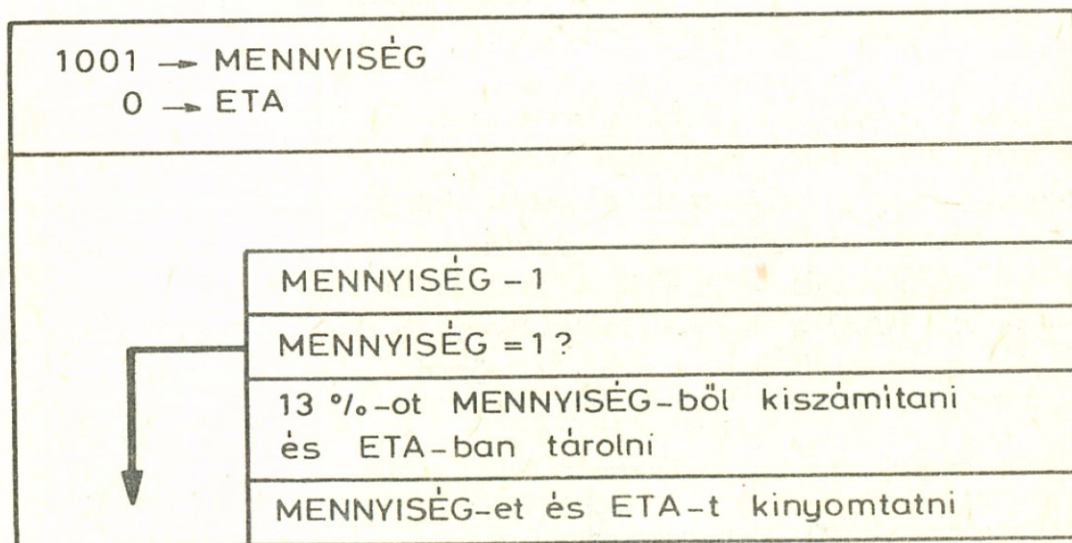 1001 → MENNYISÉG
0 → ETA
MENNYISÉG – 1
MENNYISÉG = 1 ?
13 %-ot MENNYISÉG-ből kiszámítani
és ETA-ban tárolni
MENNYISÉG-et és ETA-t kinyomtatni